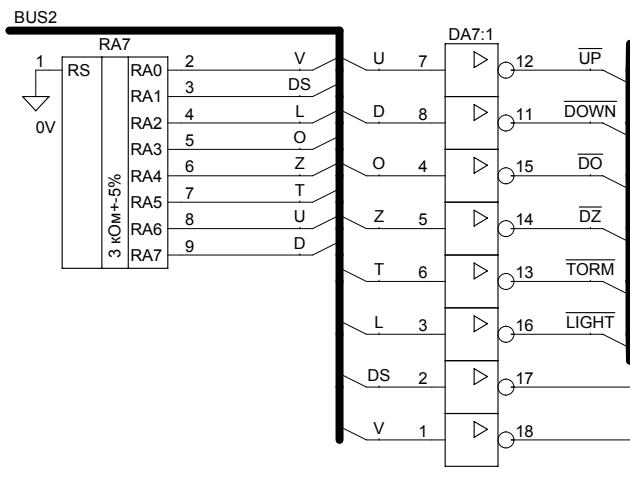 BUS2
RA7
DA7:1
1 RS RA0 2 V U 7 12 UP
RA1 3 DS
0V RA2 4 L D 8 11 DOWN
RA3 5 O
RA4 6 Z O 4 15 DO
3 кОм+-5%
RA5 7 T
RA6 8 U Z 5 14 DZ
RA7 9 D
T 6 13 TORM
L 3 16 LIGHT
DS 2 17
V 1 18